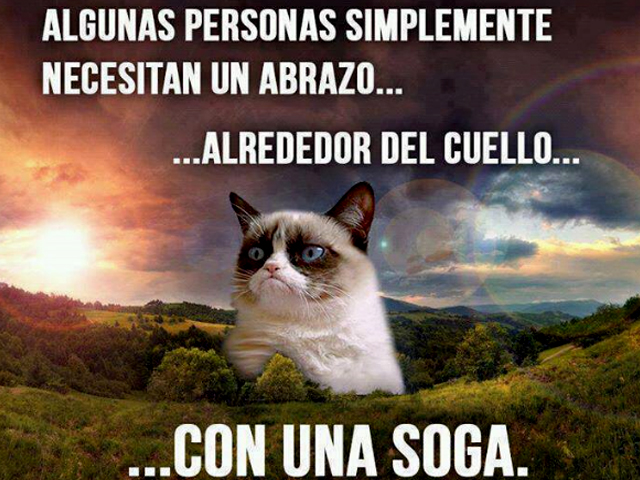 ALGUNAS PERSONAS SIMPLEMENTE
NECESITAN UN ABRAZO...
...ALREDEDOR DEL CUELLO...
...CON UNA SOGA.